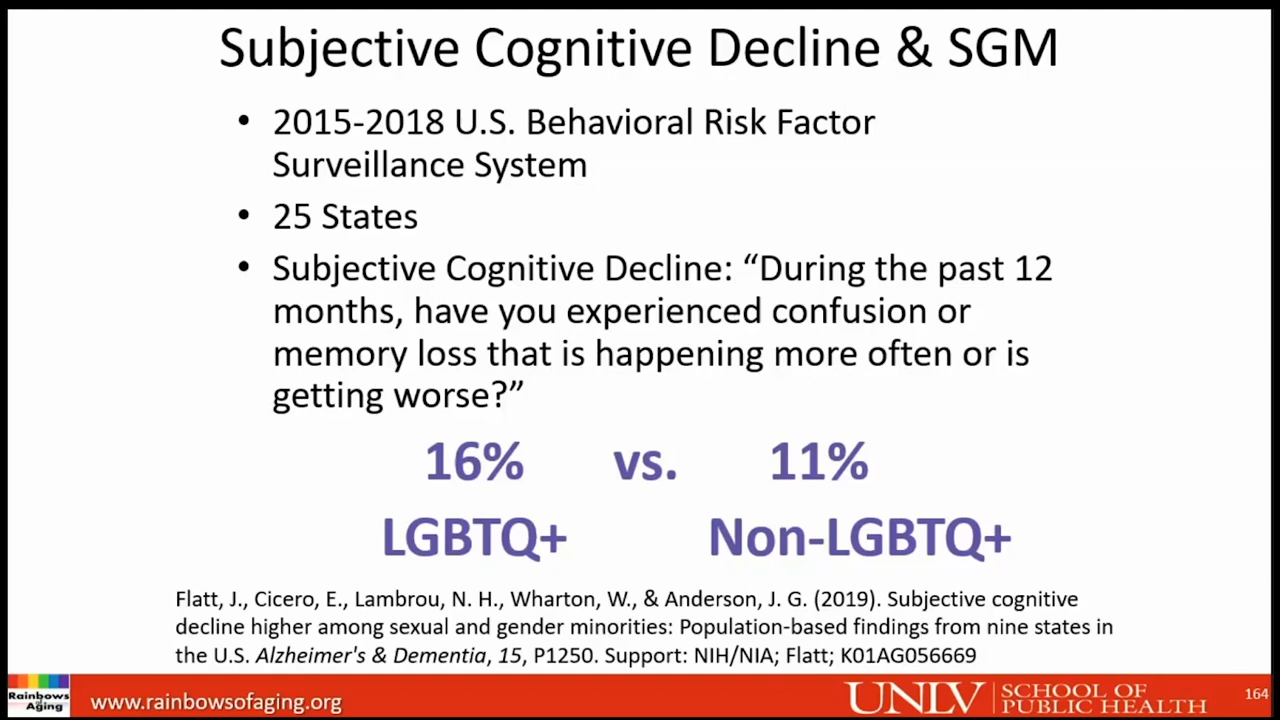 Subjective Cognitive Decline & SGM
• 2015-2018 U.S. Behavioral Risk Factor
Surveillance System
• 25 States
• Subjective Cognitive Decline: “During the past 12
months, have you experienced confusion or
memory loss that is happening more often or is
getting worse?”
16% vs. 11%
LGBTQ+ Non-LGBTQ+
Flatt, J., Cicero, E., Lambrou, N. H., Wharton, W., & Anderson, J. G. (2019). Subjective cognitive
decline higher among sexual and gender minorities: Population-based findings from nine states in
the U.S. Alzheimer's & Dementia, 15, P1250. Support: NIH/NIA; Flatt; K01AG056669
Rainbows
of
Aging
www.rainbowsofaging.org
UNLV SCHOOL OF
PUBLIC HEALTH
164